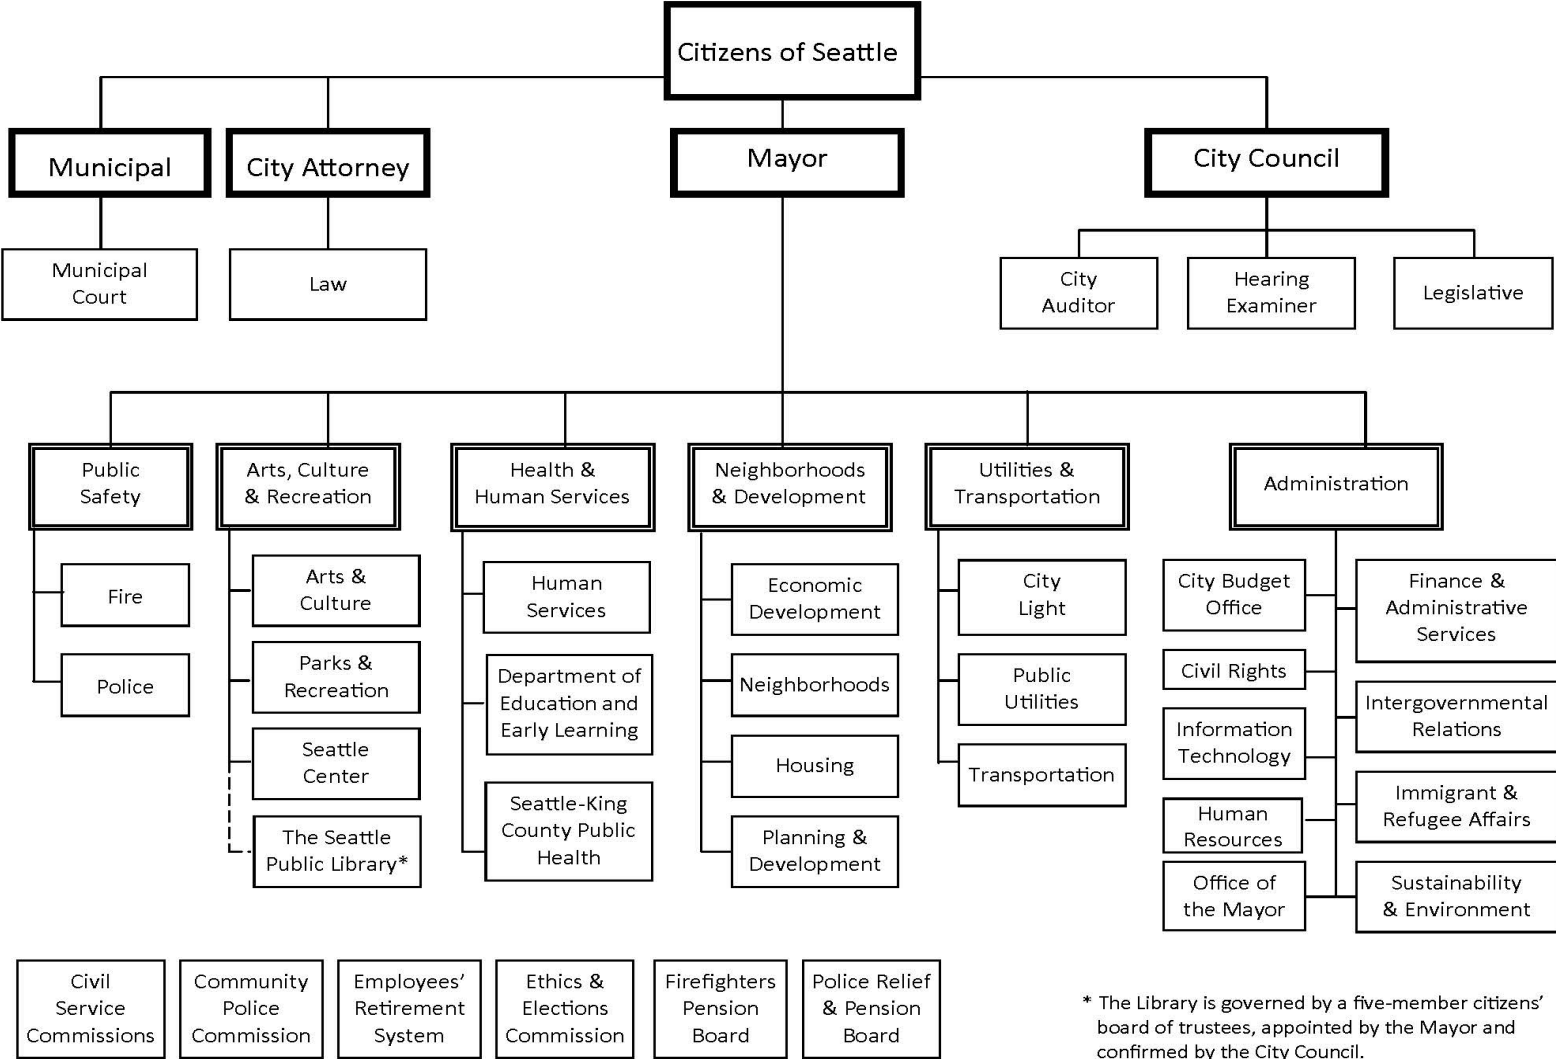 Citizens of Seattle
Municipal
City Attorney
Mayor
City Council
Municipal
Court
Law
City
Auditor
Hearing
Examiner
Legislative
Public
Safety
Arts, Culture
& Recreation
Health &
Human Services
Neighborhoods
& Development
Utilities &
Transportation
Administration
Fire
Police
Arts &
Culture
Parks &
Recreation
Seattle
Center
The Seattle
Public Library*
Human
Services
Department of
Education and
Early Learning
Seattle-King
County Public
Health
Economic
Development
Neighborhoods
Housing
Planning &
Development
City
Light
Public
Utilities
Transportation
City Budget
Office
Civil Rights
Information
Technology
Human
Resources
Office of
the Mayor
Finance &
Administrative
Services
Intergovernmental
Relations
Immigrant &
Refugee Affairs
Sustainability
& Environment
Civil
Service
Commissions
Community
Police
Commission
Employees’
Retirement
System
Ethics &
Elections
Commission
Firefighters
Pension
Board
Police Relief
& Pension
Board
* The Library is governed by a five-member citizens’
board of trustees, appointed by the Mayor and
confirmed by the City Council.